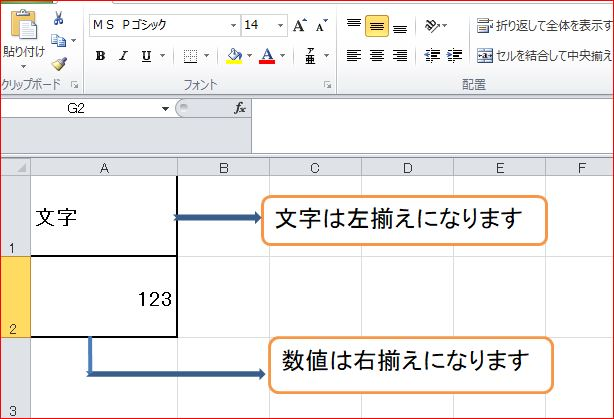 ＭＳ Ｐゴシック 14 A A 折り返して全体を表示す
貼り付け B I U A ア亜 セルを結合して中央揃え
クリップボード フォント 配置
G2 fx
A B C D E F
1 文字 文字は左揃えになります
2 123
数値は右揃えになります
3